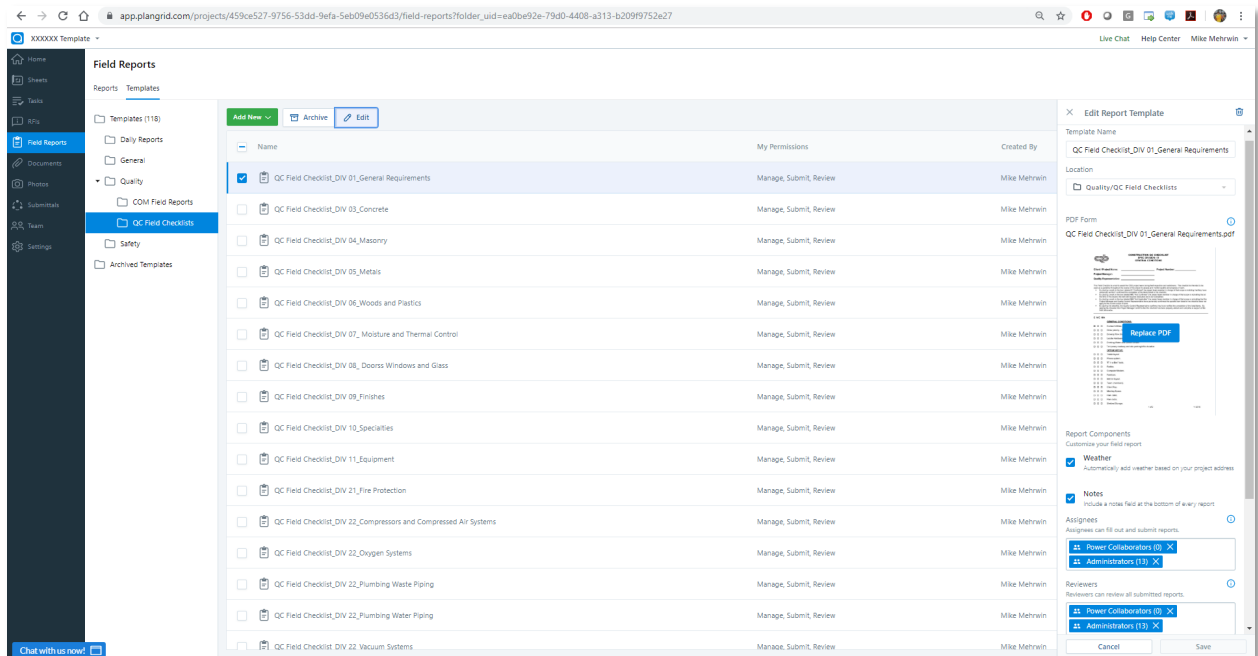 app.plangrid.com/projects/459ce527-9756-53dd-9efa-5eb09e0536d3/field-reports?folder_uid=ea0be92e-79d0-4408-a313-b209f9752e27
XXXXXX Template
Live Chat Help Center Mike Mehrwin
Home
Sheets
Tasks
RFIs
Field Reports
Documents
Photos
Submittals
Team
Settings
Chat with us now!
Field Reports
Reports Templates
Templates (118)
Daily Reports
General
Quality
COM Field Reports
QC Field Checklists
Safety
Archived Templates
Add New Archive Edit
Name My Permissions Created By
QC Field Checklist_DIV 01_General Requirements Manage, Submit, Review Mike Mehrwin
QC Field Checklist_DIV 03_Concrete Manage, Submit, Review Mike Mehrwin
QC Field Checklist_DIV 04_Masonry Manage, Submit, Review Mike Mehrwin
QC Field Checklist_DIV 05_Metals Manage, Submit, Review Mike Mehrwin
QC Field Checklist_DIV 06_Woods and Plastics Manage, Submit, Review Mike Mehrwin
QC Field Checklist_DIV 07_ Moisture and Thermal Control Manage, Submit, Review Mike Mehrwin
QC Field Checklist_DIV 08_ Doorss Windows and Glass Manage, Submit, Review Mike Mehrwin
QC Field Checklist_DIV 09_Finishes Manage, Submit, Review Mike Mehrwin
QC Field Checklist_DIV 10_Specialties Manage, Submit, Review Mike Mehrwin
QC Field Checklist_DIV 11_Equipment Manage, Submit, Review Mike Mehrwin
QC Field Checklist_DIV 21_Fire Protection Manage, Submit, Review Mike Mehrwin
QC Field Checklist_DIV 22_Compressors and Compressed Air Systems Manage, Submit, Review Mike Mehrwin
QC Field Checklist_DIV 22_Oxygen Systems Manage, Submit, Review Mike Mehrwin
QC Field Checklist_DIV 22_Plumbing Waste Piping Manage, Submit, Review Mike Mehrwin
QC Field Checklist_DIV 22_Plumbing Water Piping Manage, Submit, Review Mike Mehrwin
QC Field Checklist_DIV 22_Vacuum Systems Manage, Submit, Review Mike Mehrwin
Edit Report Template
Template Name
QC Field Checklist_DIV 01_General Requirements
Location
Quality/QC Field Checklists
PDF Form
QC Field Checklist_DIV 01_General Requirements.pdf
Replace PDF
Report Components
Customize your field report
Weather
Automatically add weather based on your project address
Notes
Include a notes field at the bottom of every report
Assignees
Assignees can fill out and submit reports.
Power Collaborators (0)
Administrators (13)
Reviewers
Reviewers can review all submitted reports.
Power Collaborators (0)
Administrators (13)
Cancel Save